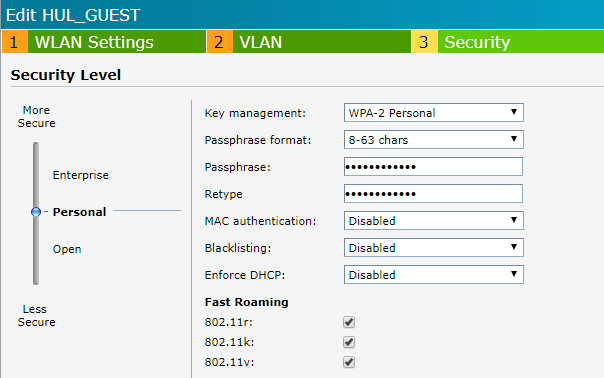 Edit HUL_GUEST
1 WLAN Settings 2 VLAN 3 Security
Security Level
More Secure
Enterprise
Personal
Open
Less Secure
Key management: WPA-2 Personal
Passphrase format: 8-63 chars
Passphrase: ••••••••••••
Retype ••••••••••••
MAC authentication: Disabled
Blacklisting: Disabled
Enforce DHCP: Disabled
Fast Roaming
802.11r:
802.11k:
802.11v: